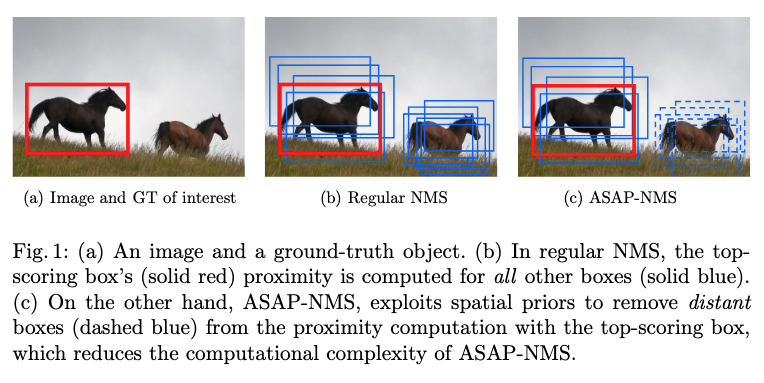 (a) Image and GT of interest
(b) Regular NMS
(c) ASAP-NMS
Fig. 1: (a) An image and a ground-truth object. (b) In regular NMS, the top-
scoring box's (solid red) proximity is computed for all other boxes (solid blue).
(c) On the other hand, ASAP-NMS, exploits spatial priors to remove distant
boxes (dashed blue) from the proximity computation with the top-scoring box,
which reduces the computational complexity of ASAP-NMS.